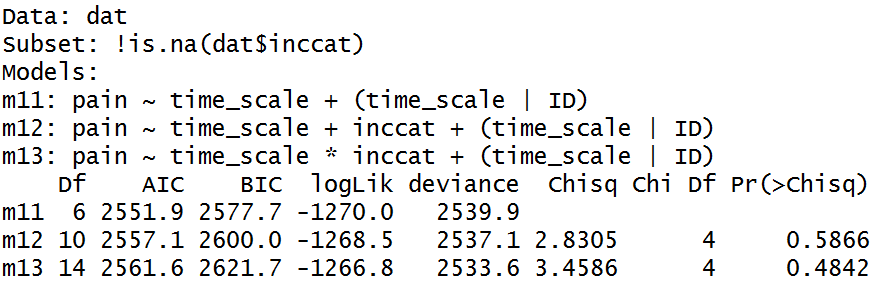 Data: dat
Subset: !is.na(dat$inccat)
Models:
m11: pain ~ time_scale + (time_scale | ID)
m12: pain ~ time_scale + inccat + (time_scale | ID)
m13: pain ~ time_scale * inccat + (time_scale | ID)
    Df    AIC    BIC  logLik deviance  Chisq Chi Df Pr(>Chisq)
m11  6 2551.9 2577.7 -1270.0   2539.9
m12 10 2557.1 2600.0 -1268.5   2537.1 2.8305      4     0.5866
m13 14 2561.6 2621.7 -1266.8   2533.6 3.4586      4     0.4842